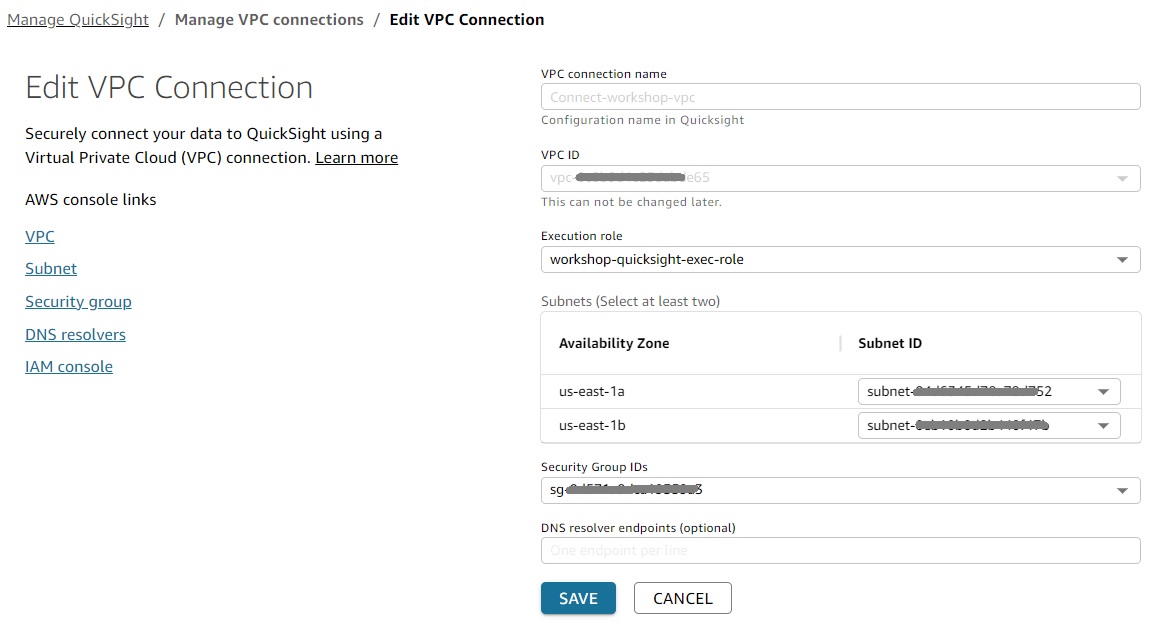 Manage QuickSight / Manage VPC connections / Edit VPC Connection
Edit VPC Connection
Securely connect your data to QuickSight using a
Virtual Private Cloud (VPC) connection. Learn more
AWS console links
VPC
Subnet
Security group
DNS resolvers
IAM console
VPC connection name
Connect-workshop-vpc
Configuration name in Quicksight
VPC ID
vpc- e65
This can not be changed later.
Execution role
workshop-quicksight-exec-role
Subnets (Select at least two)
Availability Zone Subnet ID
us-east-1a subnet- 52
us-east-1b subnet-
Security Group IDs
sg-
DNS resolver endpoints (optional)
One endpoint per line
SAVE CANCEL